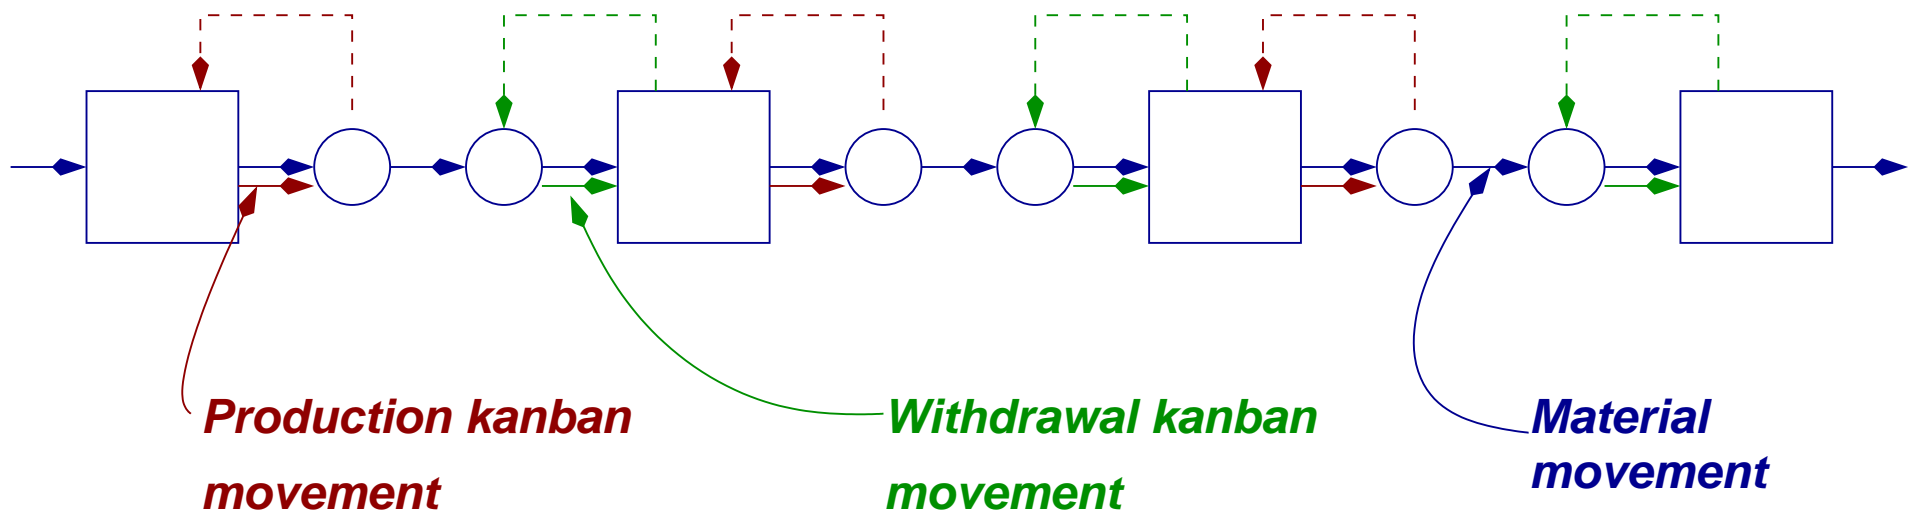 Production kanban
movement
Withdrawal kanban
movement
Material
movement